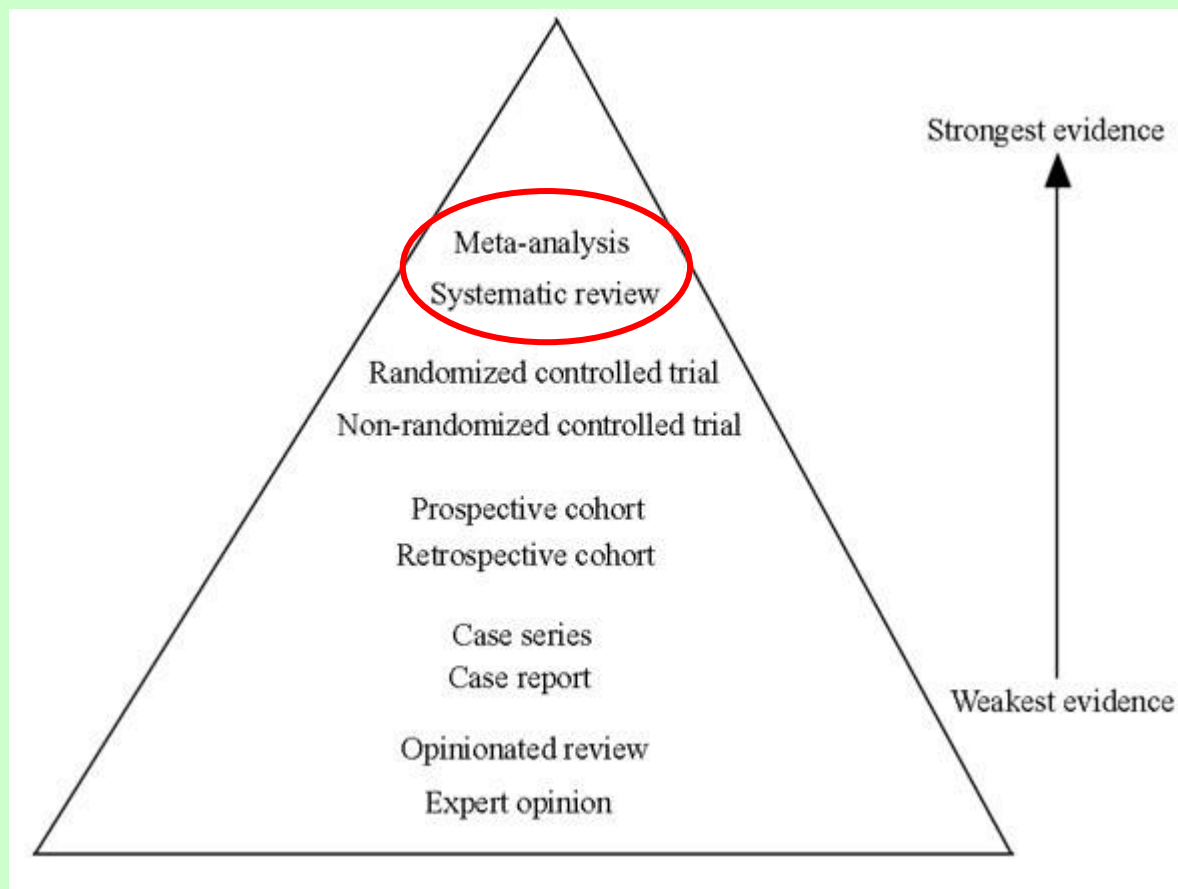 Strongest evidence
Meta-analysis
Systematic review
Randomized controlled trial
Non-randomized controlled trial
Prospective cohort
Retrospective cohort
Case series
Case report
Weakest evidence
Opinionated review
Expert opinion